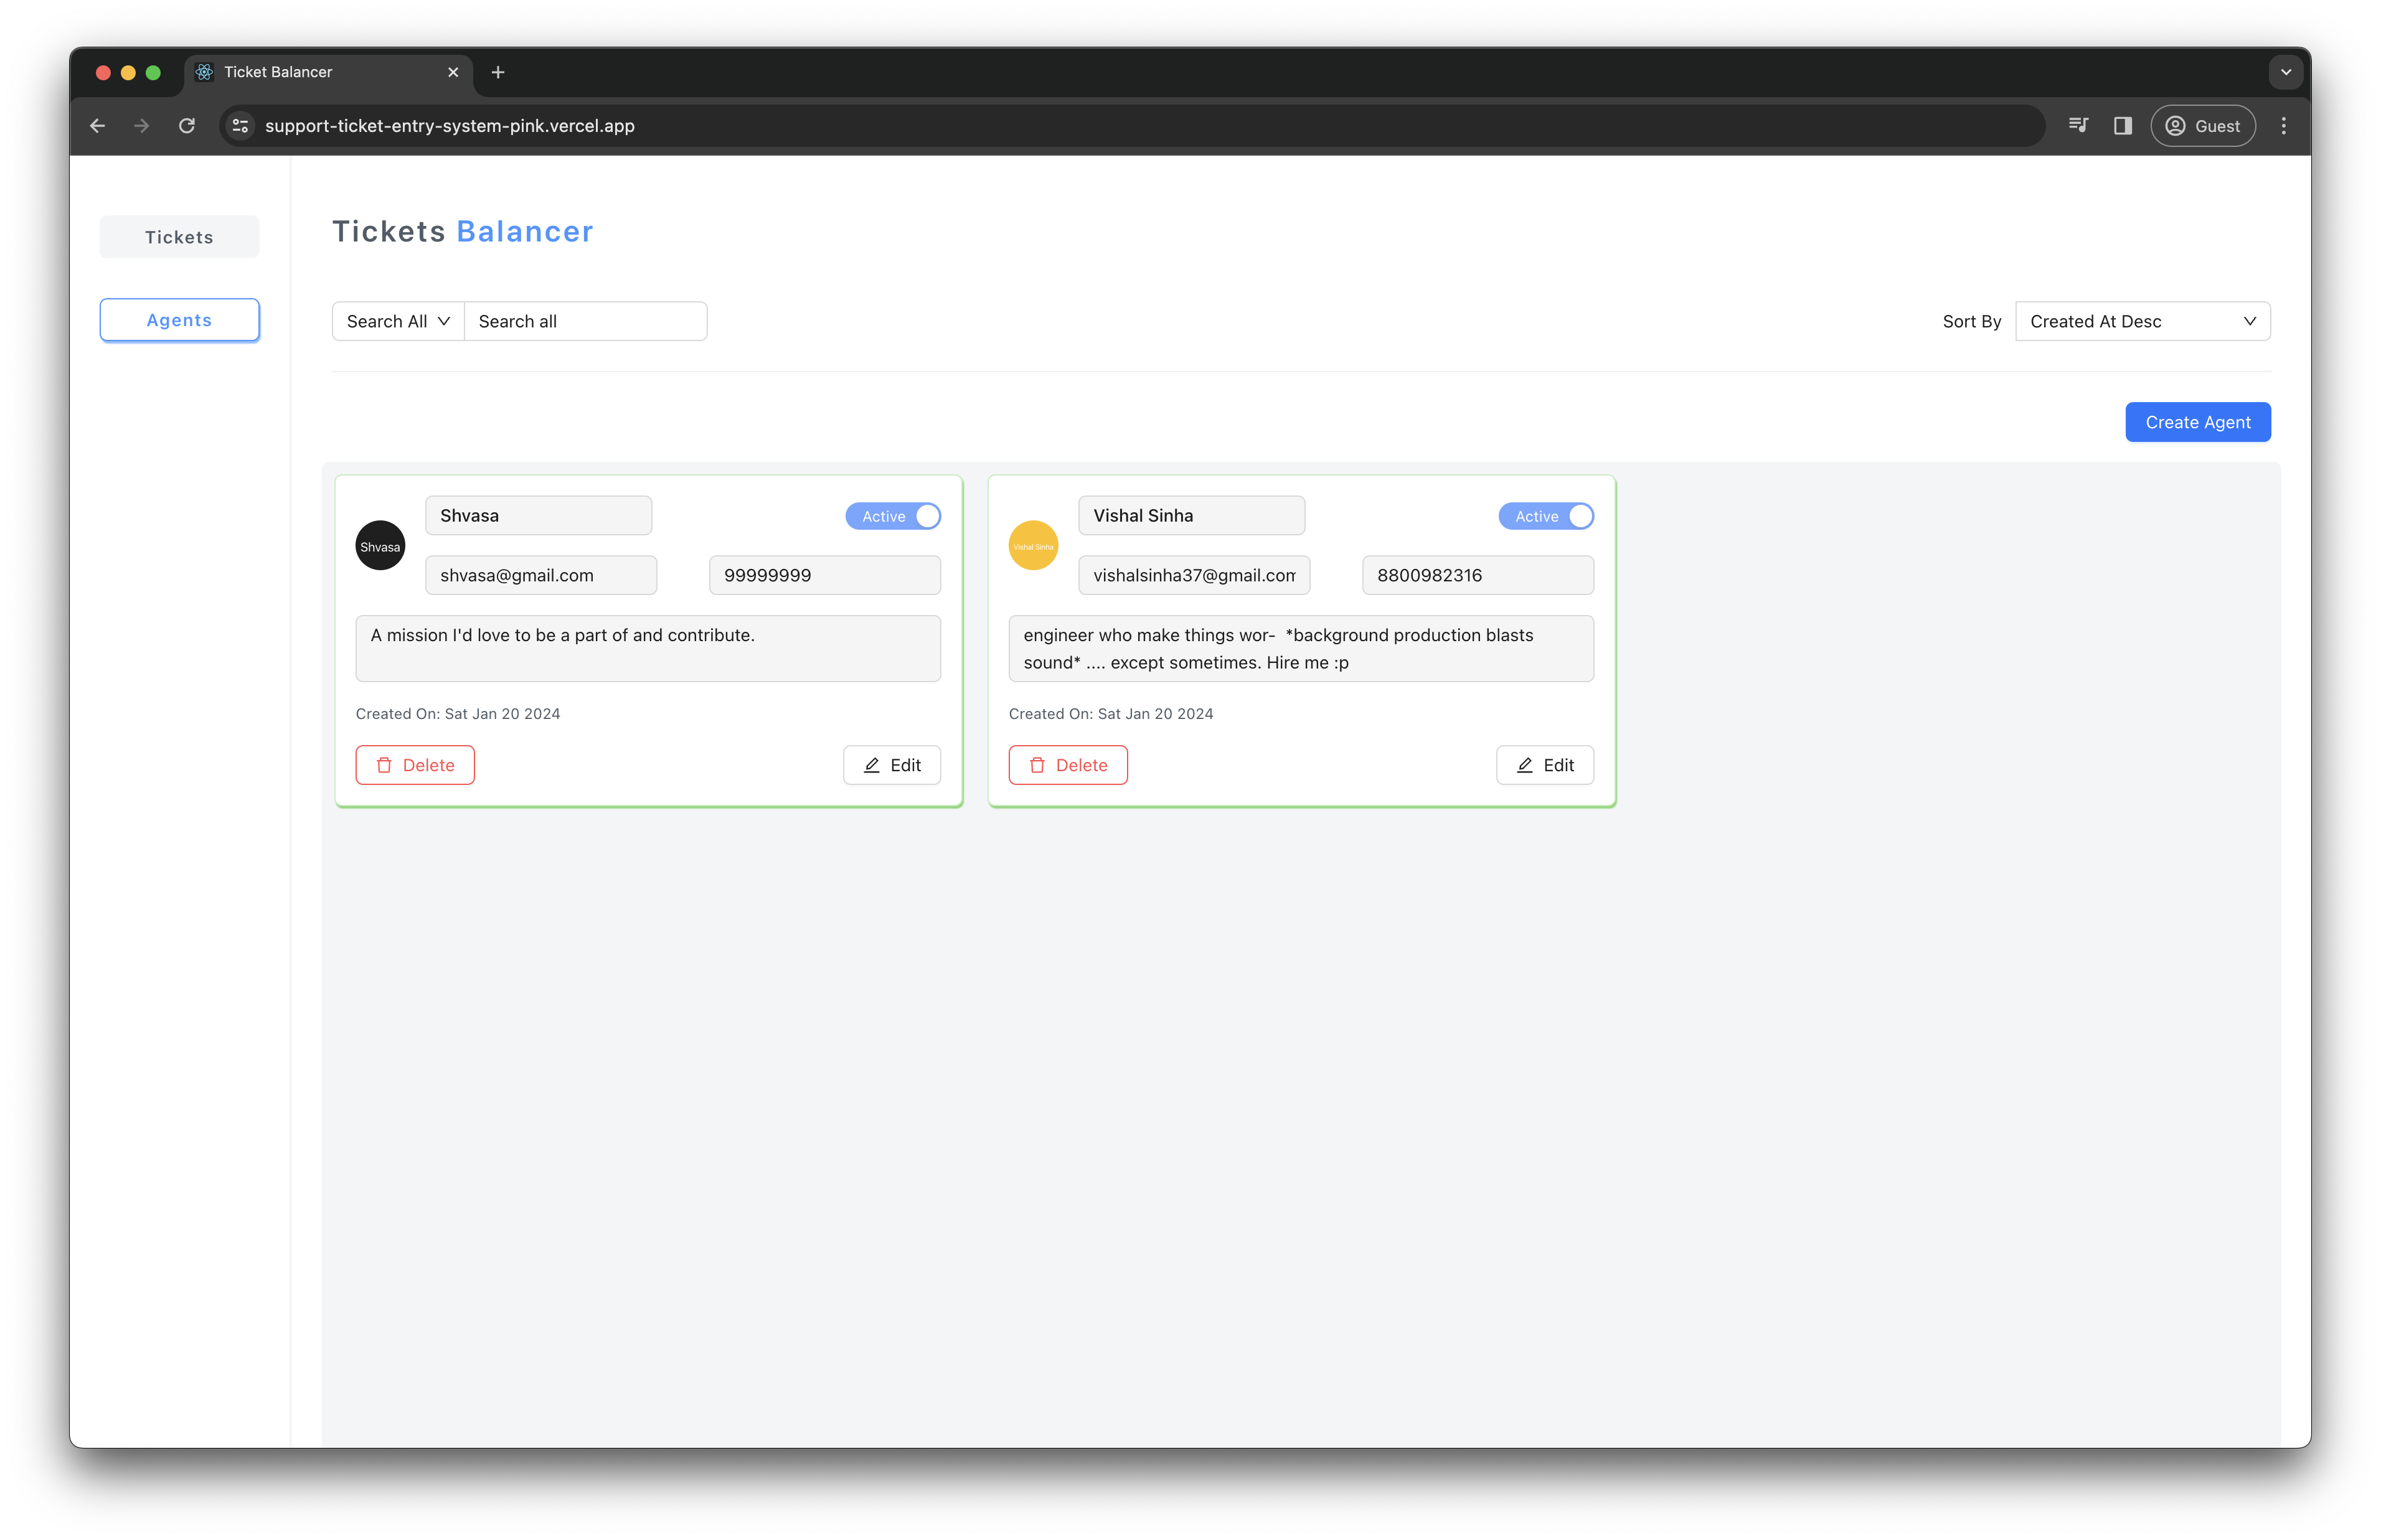 Ticket Balancer
support-ticket-entry-system-pink.vercel.app
Guest
Tickets
Agents
Tickets Balancer
Search All
Search all
Sort By
Created At Desc
Create Agent
Shvasa
Shvasa
Active
shvasa@gmail.com
99999999
A mission I'd love to be a part of and contribute.
Created On: Sat Jan 20 2024
Delete
Edit
Vishal Sinha
Vishal Sinha
Active
vishalsinha37@gmail.com
8800982316
engineer who make things wor-  *background production blasts
sound* .... except sometimes. Hire me :p
Created On: Sat Jan 20 2024
Delete
Edit